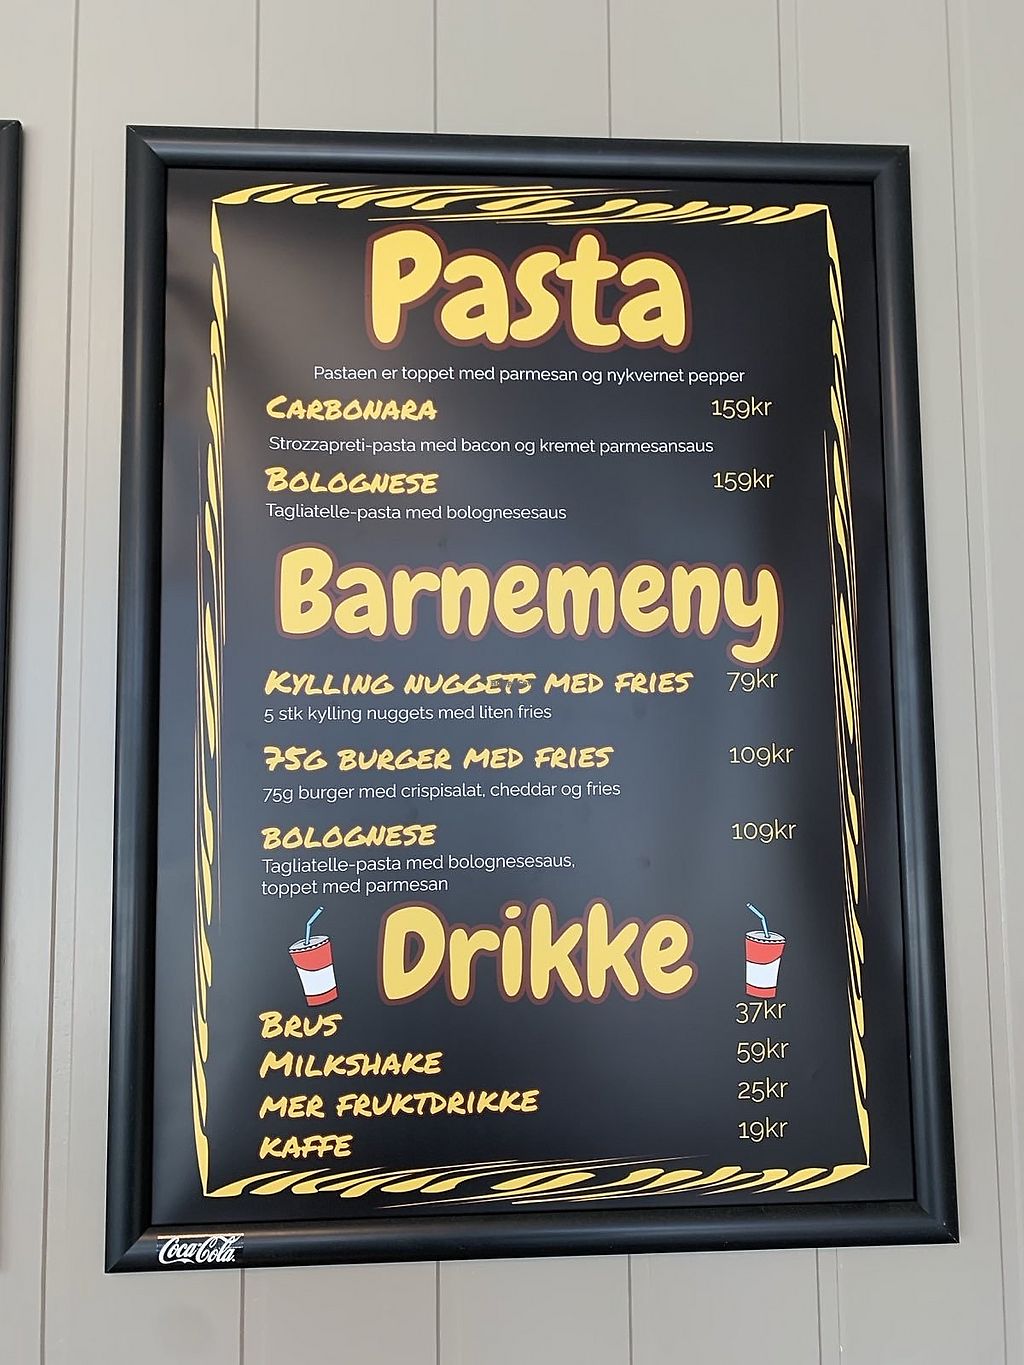 Pasta
Pastaen er toppet med parmesan og nykvernet pepper
CARBONARA 159kr
Strozzapreti-pasta med bacon og kremet parmesansaus
BOLOGNESE 159kr
Tagliatelle-pasta med bolognesesaus
Barnemeny
KYLLING NUGGETS MED FRIES 79kr
5 stk kylling nuggets med liten fries
75G BURGER MED FRIES 109kr
75g burger med crispisalat, cheddar og fries
BOLOGNESE 109kr
Tagliatelle-pasta med bolognesesaus,
toppet med parmesan
Drikke
BRUS 37kr
MILKSHAKE 59kr
MER FRUKTDRIKKE 25kr
KAFFE 19kr
Coca-Cola